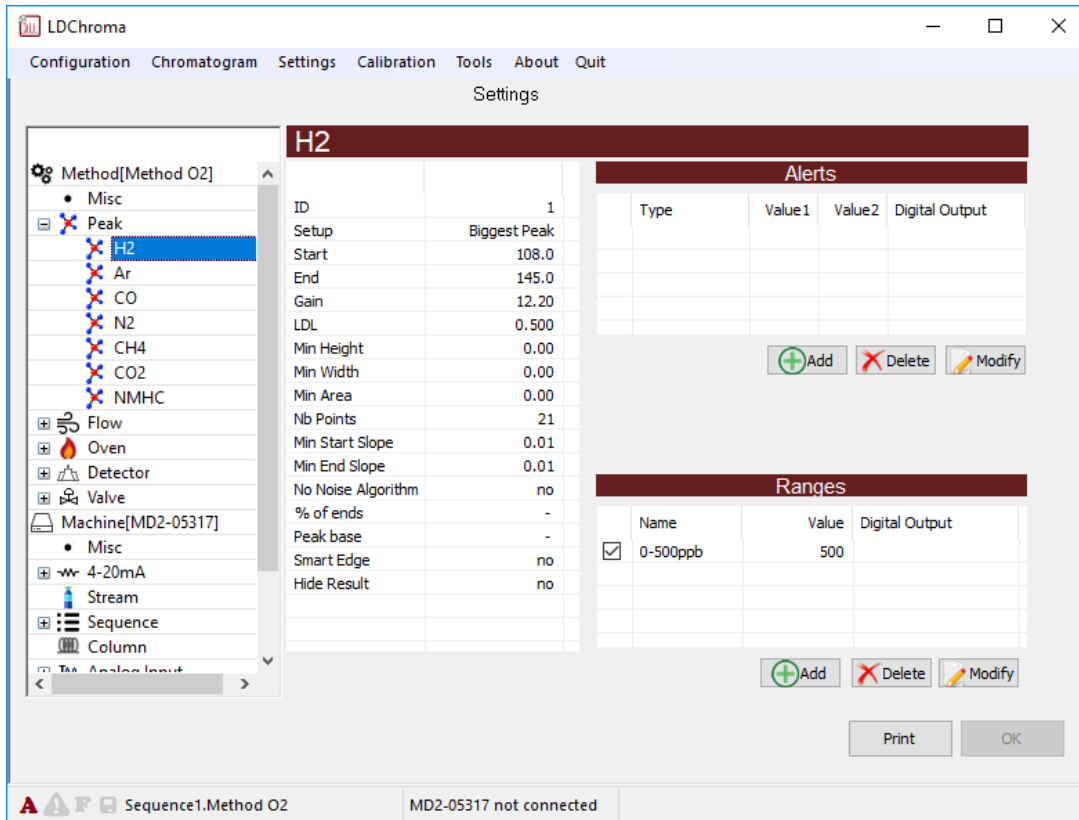 LDChroma
Configuration Chromatogram Settings Calibration Tools About Quit
Settings
Method[Method O2]
Misc
Peak
H2
Ar
CO
N2
CH4
CO2
NMHC
Flow
Oven
Detector
Valve
Machine[MD2-05317]
Misc
4-20mA
Stream
Sequence
Column
Analog Input
H2
ID 1
Setup Biggest Peak
Start 108.0
End 145.0
Gain 12.20
LDL 0.500
Min Height 0.00
Min Width 0.00
Min Area 0.00
Nb Points 21
Min Start Slope 0.01
Min End Slope 0.01
No Noise Algorithm no
% of ends -
Peak base -
Smart Edge no
Hide Result no
Alerts
Type Value1 Value2 Digital Output
Add Delete Modify
Ranges
Name Value Digital Output
0-500ppb 500
Add Delete Modify
Print OK
A F Sequence1.Method O2 MD2-05317 not connected